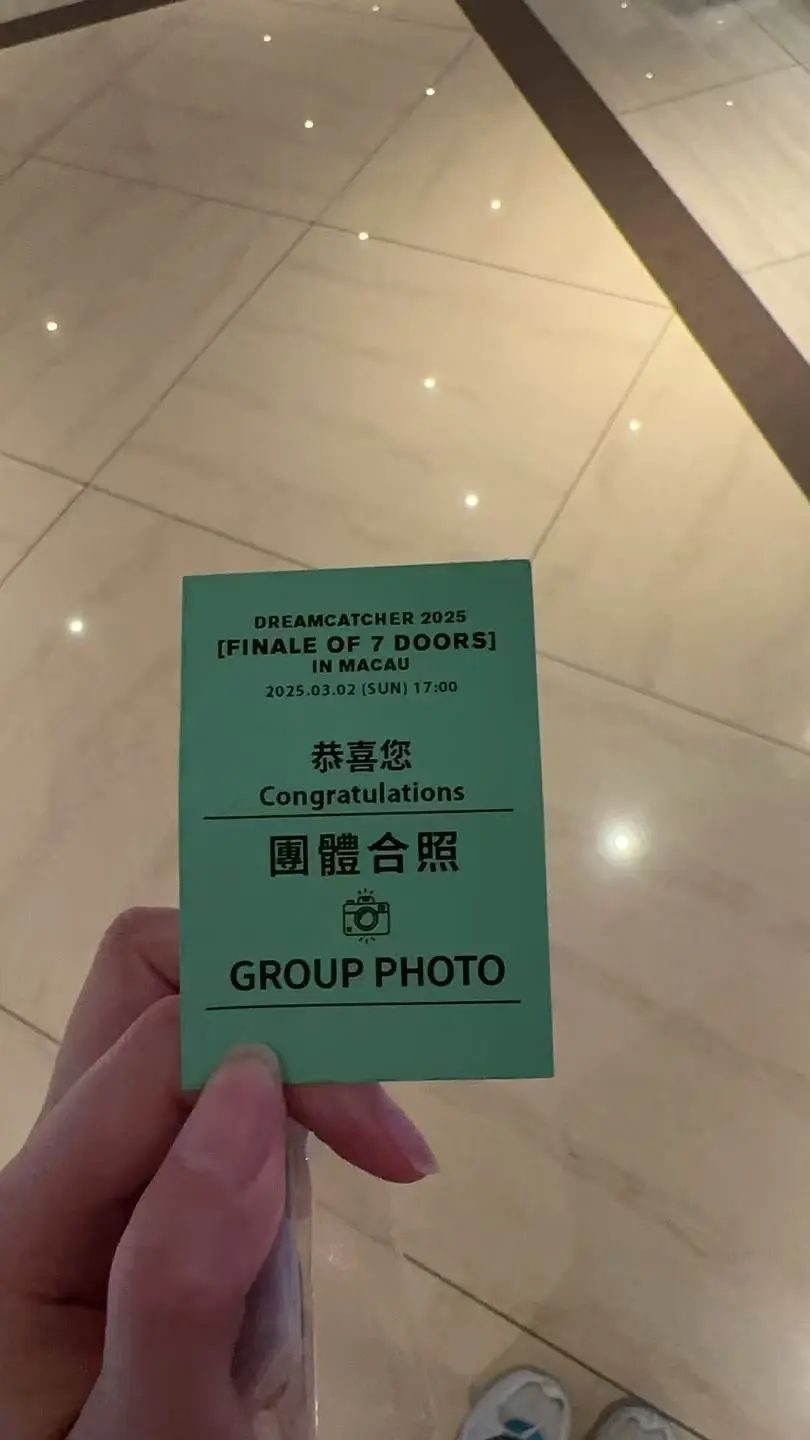 DREAMCATCHER 2025
[FINALE OF 7 DOORS]
IN MACAU
2025.03.02 (SUN) 17:00
恭喜您
Congratulations
團體合照
GROUP PHOTO